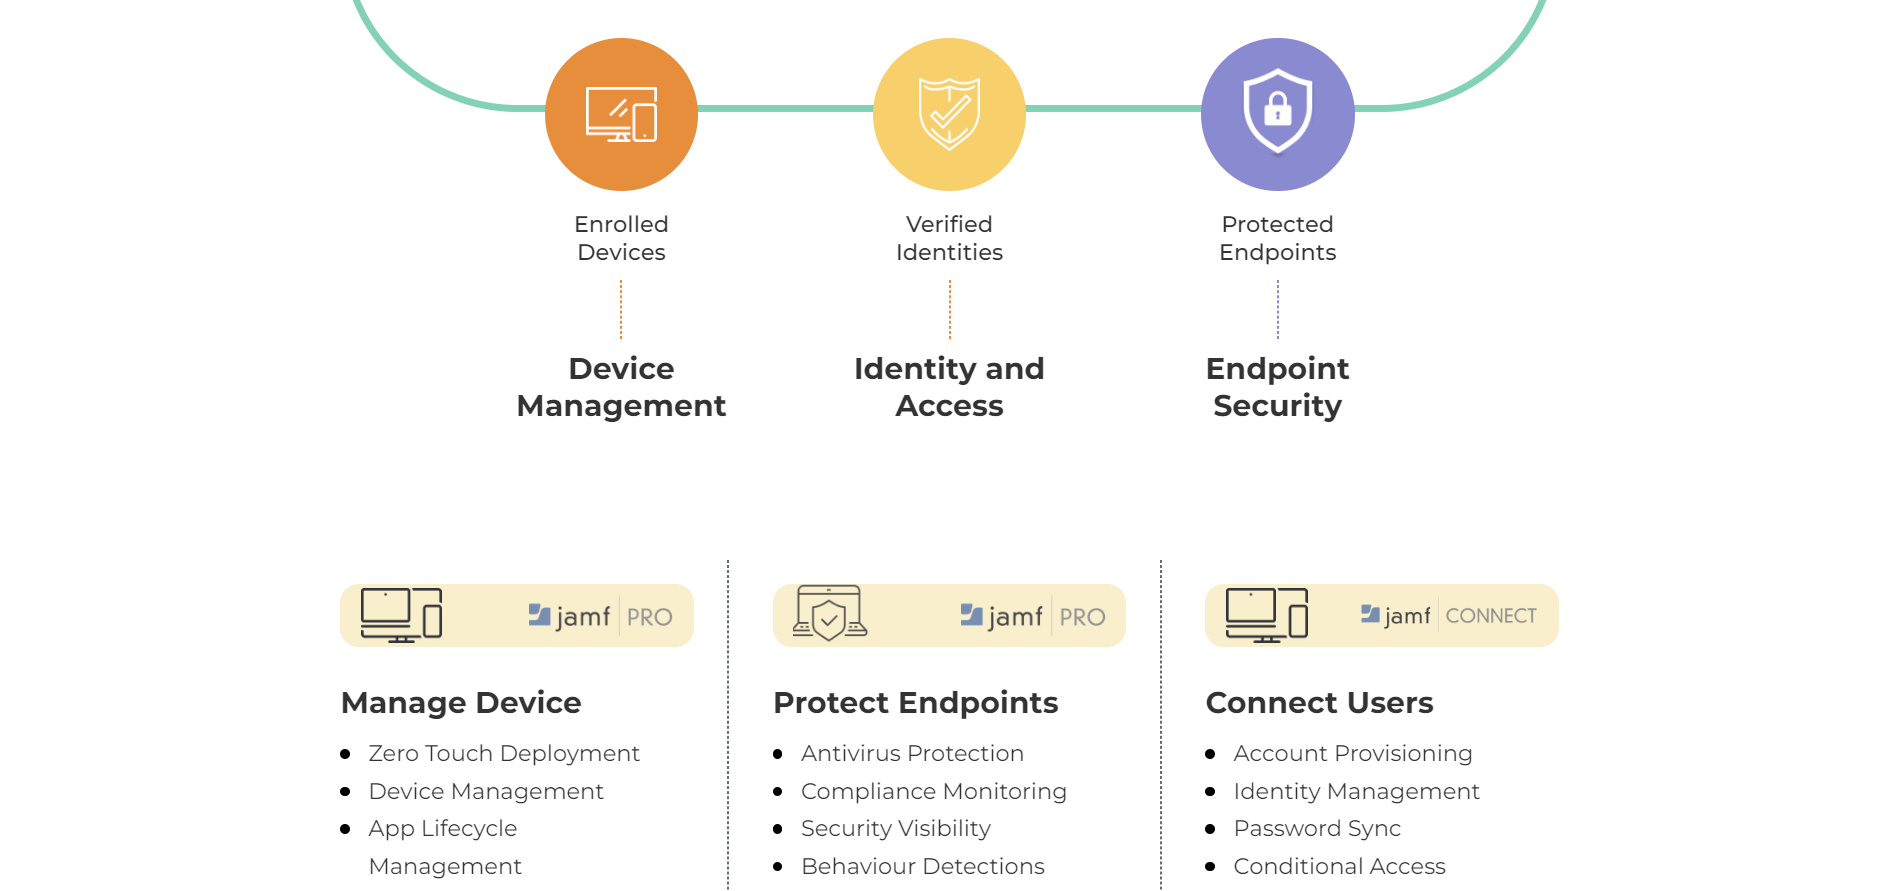 Enrolled
Devices
Verified
Identities
Protected
Endpoints
Device
Management
Identity and
Access
Endpoint
Security
jamf PRO
jamf PRO
jamf CONNECT
Manage Device
Zero Touch Deployment
Device Management
App Lifecycle
Management
Protect Endpoints
Antivirus Protection
Compliance Monitoring
Security Visibility
Behaviour Detections
Connect Users
Account Provisioning
Identity Management
Password Sync
Conditional Access